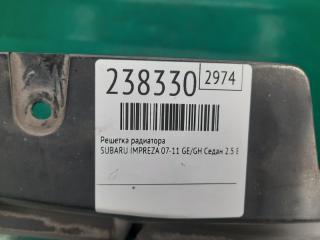 238330 2974
Решетка радиатора
SUBARU IMPREZA 07-11 GE/GH Седан 2.5 E